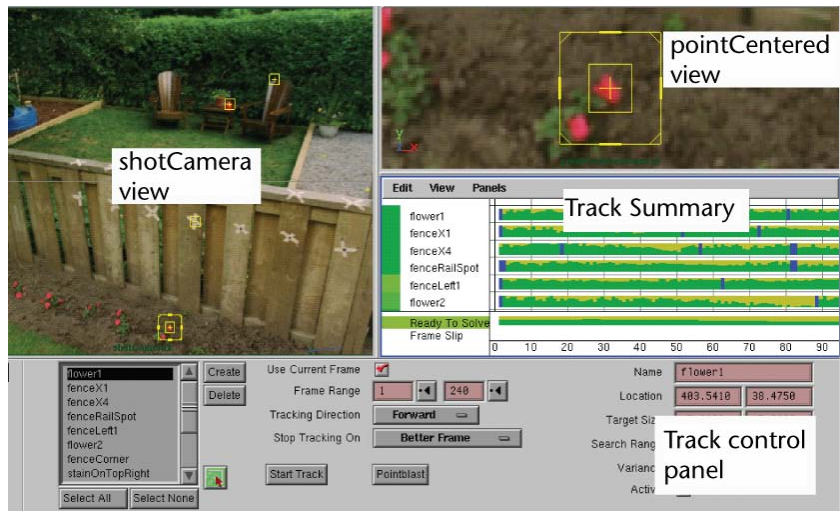 pointCentered
view
shotCamera
view
Edit View Panels
Track Summary
flower1
fenceX1
fenceX4
fenceRailSpot
fenceLeft1
flower2
Ready To Solve
Frame Slip
0 10 20 30 40 50 60 70 80 90
flower1
fenceX1
fenceX4
fenceRailSpot
fenceLeft1
flower2
fenceCorner
stainOnTopRight
Select All Select None
Create
Delete
Use Current Frame
Frame Range 1 240
Tracking Direction Forward
Stop Tracking On Better Frame
Start Track Pointblast
Name flower1
Location 403.5410 38.4750
Target Siz
Search Rang
Varianc
Activ
Track control
panel
y
x